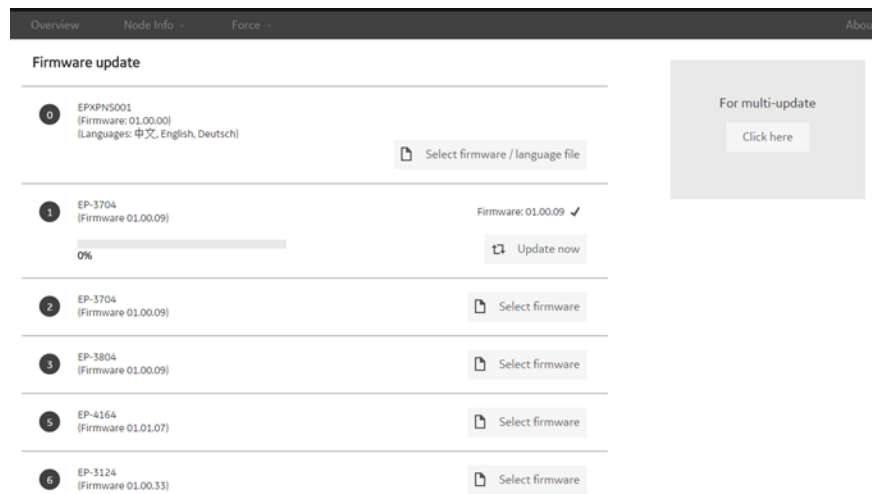 Overview Node Info - Force -
Firmware update
0
EPXPNS001
(Firmware: 01.00.00)
(Languages: 中文, English, Deutsch)
Select firmware / language file
1
EP-3704
(Firmware 01.00.09)
Firmware: 01.00.09 ✓
0%
Update now
2
EP-3704
(Firmware 01.00.09)
Select firmware
3
EP-3804
(Firmware 01.00.09)
Select firmware
5
EP-4164
(Firmware 01.01.07)
Select firmware
6
EP-3124
(Firmware 01.00.33)
Select firmware
Abou
For multi-update
Click here